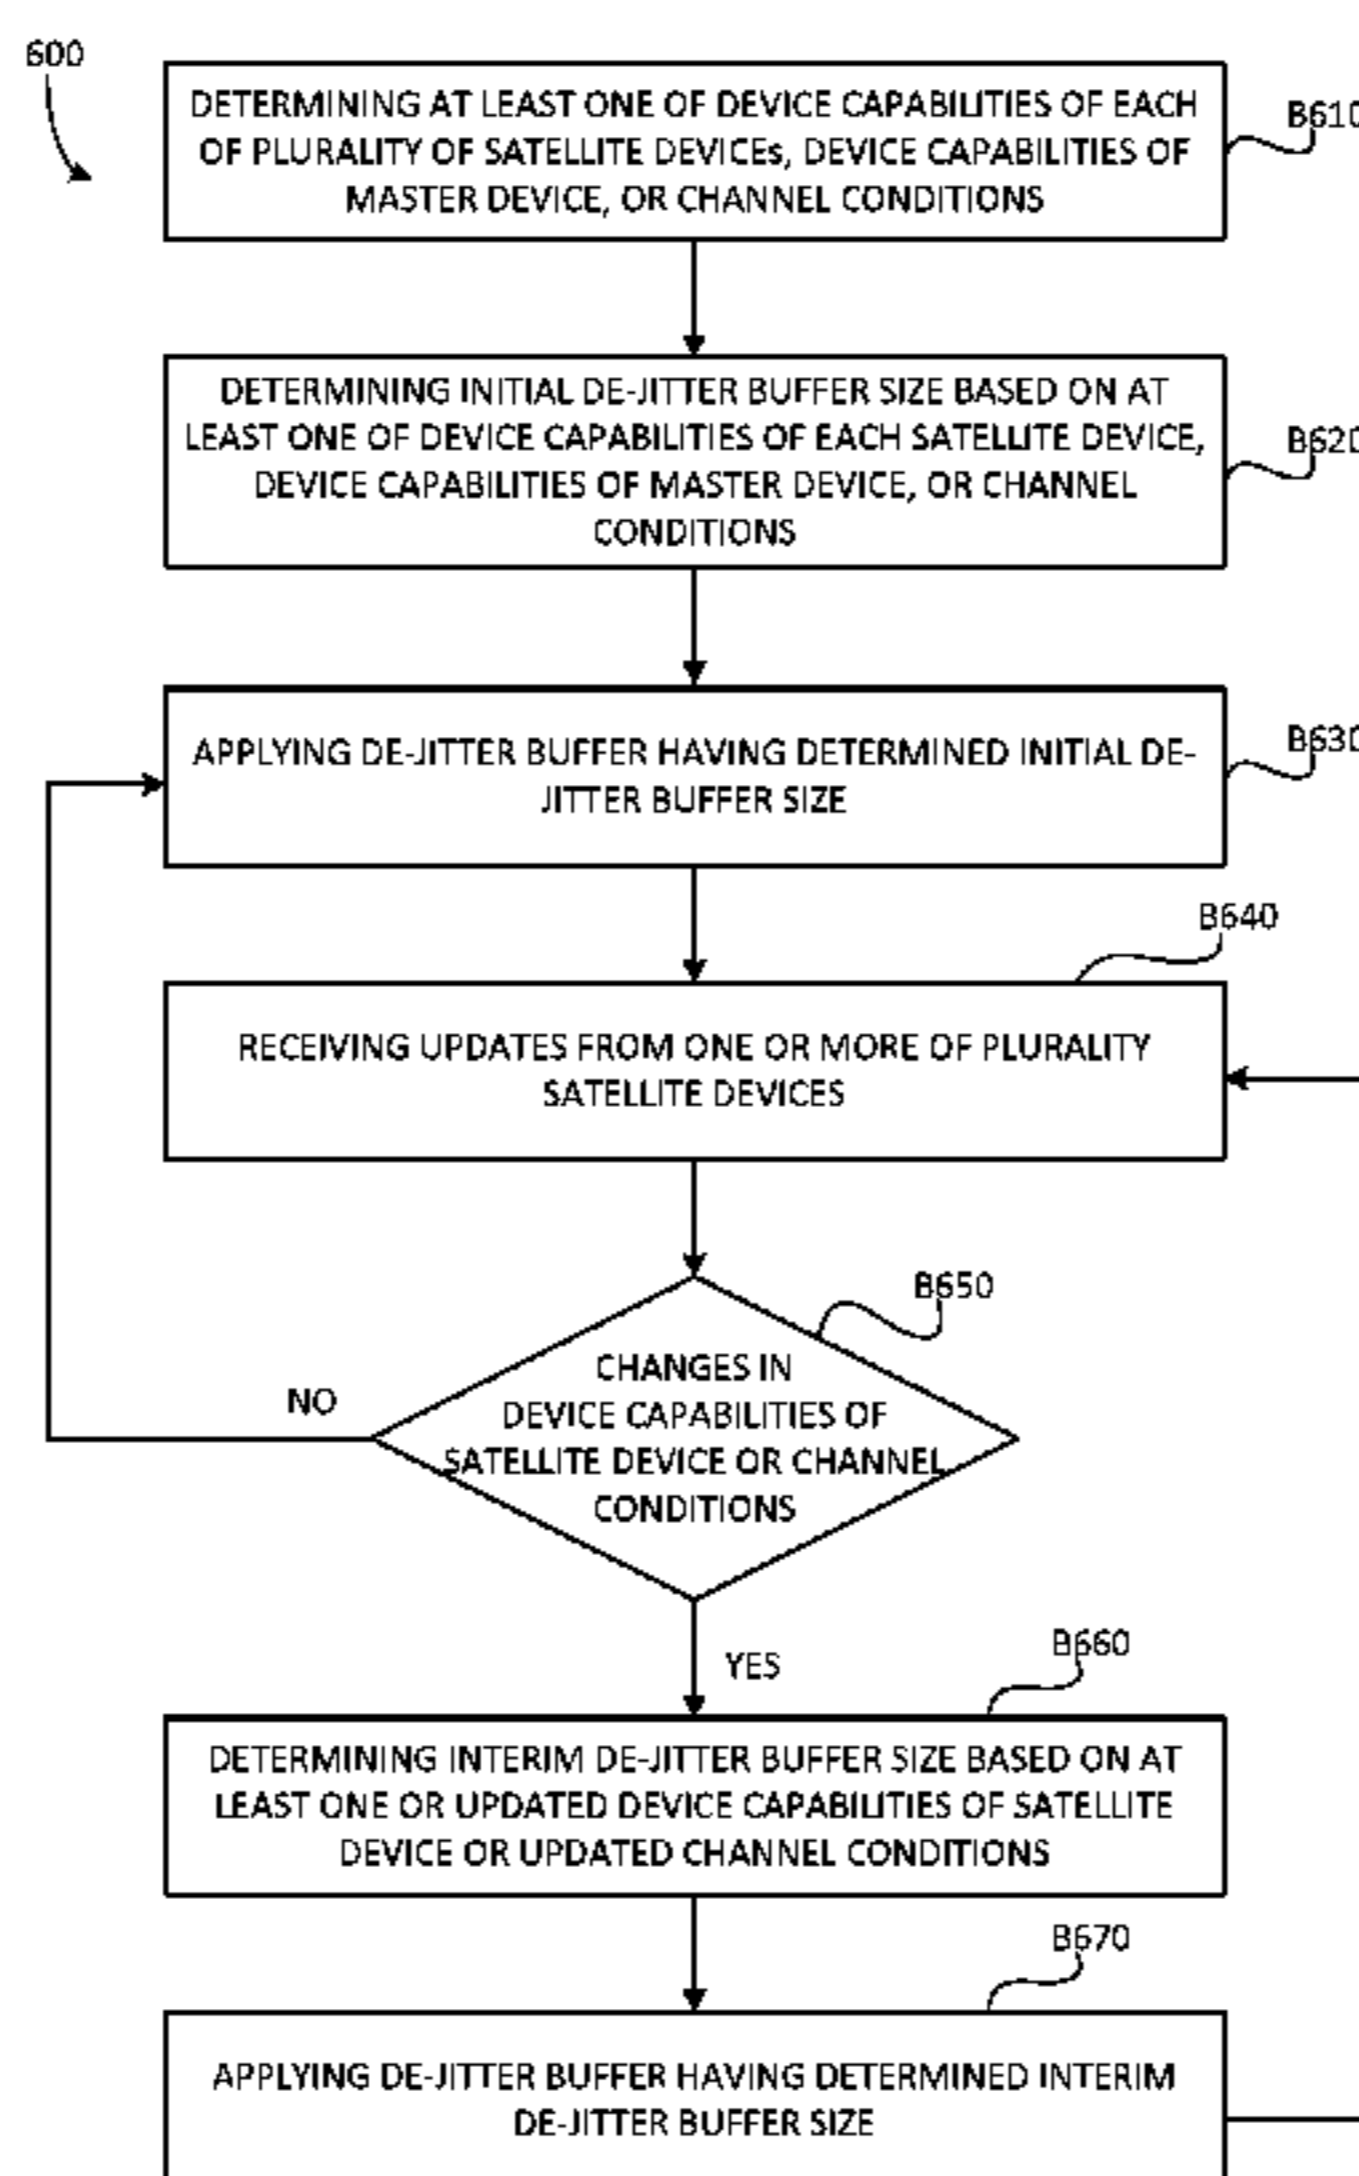 600
DETERMINING AT LEAST ONE OF DEVICE CAPABILITIES OF EACH
OF PLURALITY OF SATELLITE DEVICEs, DEVICE CAPABILITIES OF
MASTER DEVICE, OR CHANNEL CONDITIONS
B610
DETERMINING INITIAL DE-JITTER BUFFER SIZE BASED ON AT
LEAST ONE OF DEVICE CAPABILITIES OF EACH SATELLITE DEVICE,
DEVICE CAPABILITIES OF MASTER DEVICE, OR CHANNEL
CONDITIONS
B620
APPLYING DE-JITTER BUFFER HAVING DETERMINED INITIAL DE-
JITTER BUFFER SIZE
B630
B640
RECEIVING UPDATES FROM ONE OR MORE OF PLURALITY
SATELLITE DEVICES
B650
CHANGES IN
DEVICE CAPABILITIES OF
SATELLITE DEVICE OR CHANNEL
CONDITIONS
NO
YES
B660
DETERMINING INTERIM DE-JITTER BUFFER SIZE BASED ON AT
LEAST ONE OR UPDATED DEVICE CAPABILITIES OF SATELLITE
DEVICE OR UPDATED CHANNEL CONDITIONS
B670
APPLYING DE-JITTER BUFFER HAVING DETERMINED INTERIM
DE-JITTER BUFFER SIZE